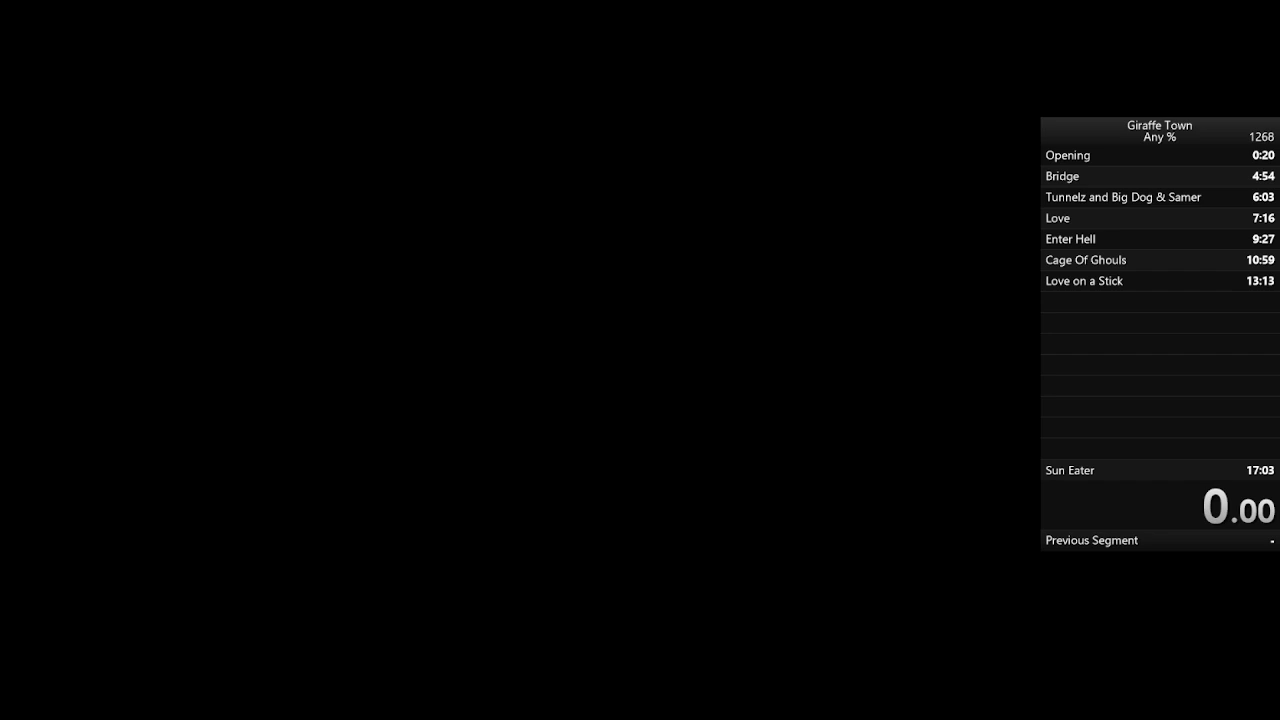 Giraffe Town
Any % 1268
Opening 0:20
Bridge 4:54
Tunnelz and Big Dog & Samer 6:03
Love 7:16
Enter Hell 9:27
Cage Of Ghouls 10:59
Love on a Stick 13:13
Sun Eater 17:03
0.00
Previous Segment -